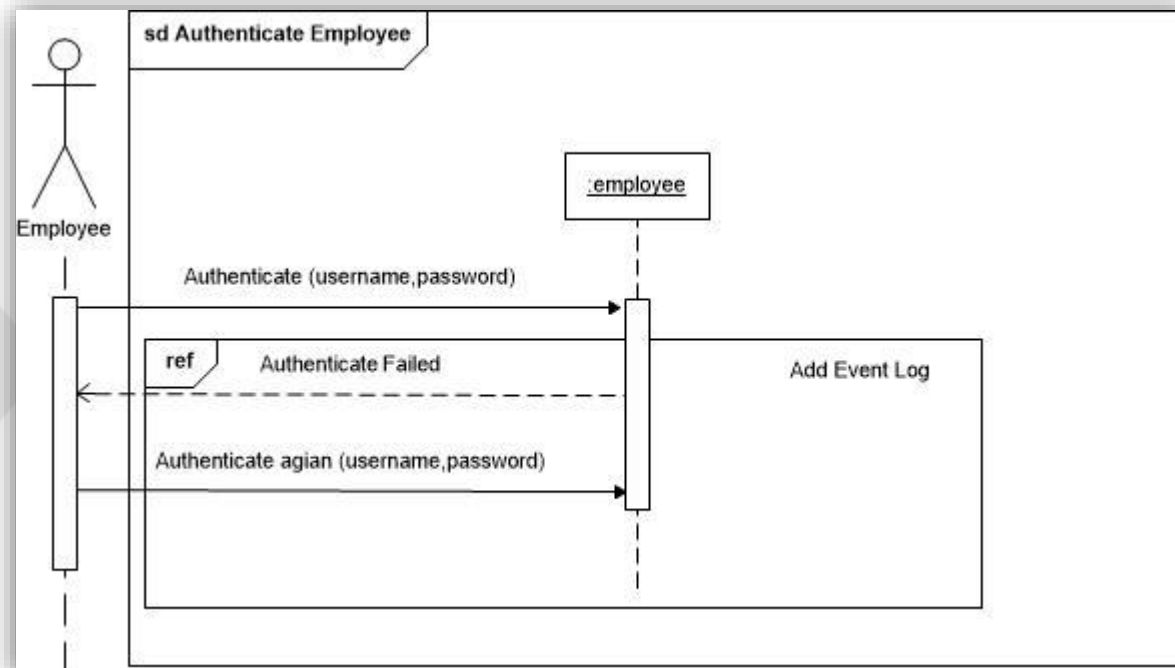 sd Authenticate Employee
:employee
Employee
Authenticate (username,password)
ref
Authenticate Failed
Add Event Log
Authenticate agian (username,password)